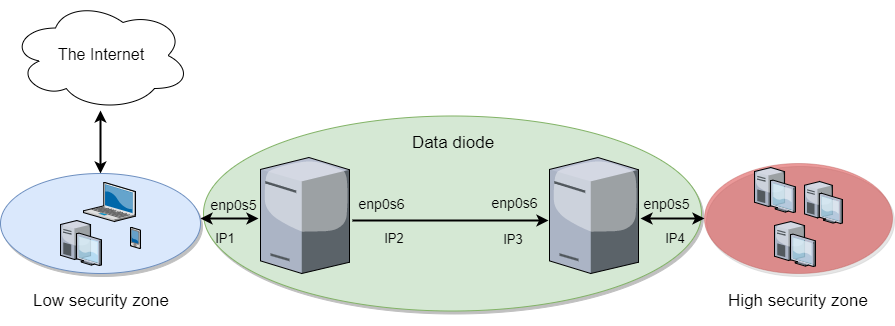 The Internet
Data diode
enp0s5
enp0s6
enp0s6
enp0s5
IP1
IP2
IP3
IP4
Low security zone
High security zone